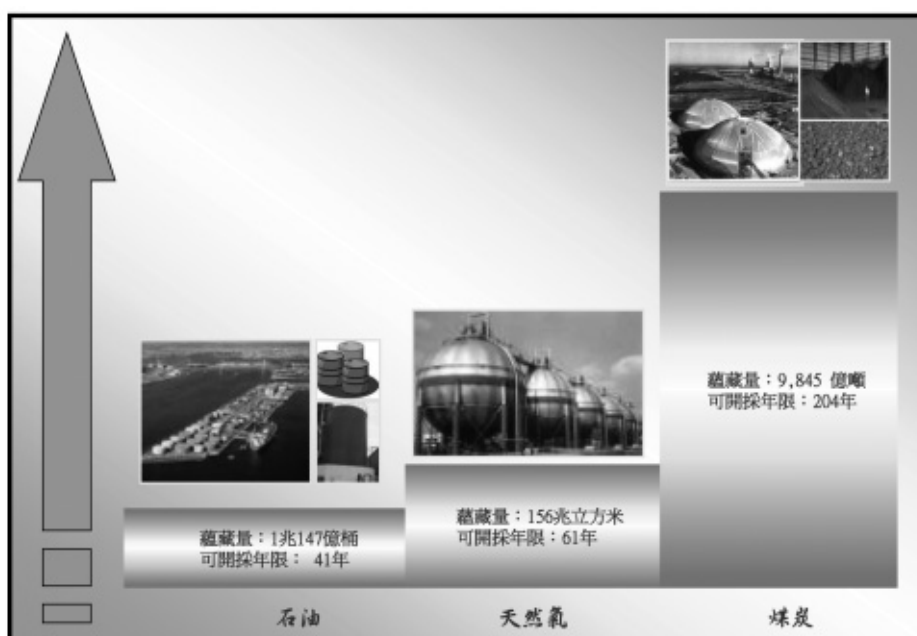 蘊藏量：1兆147億桶
可開採年限： 41年
蘊藏量：156兆立方米
可開採年限：61年
蘊藏量：9,845 億噸
可開採年限：204年
石油
天然氣
煤炭